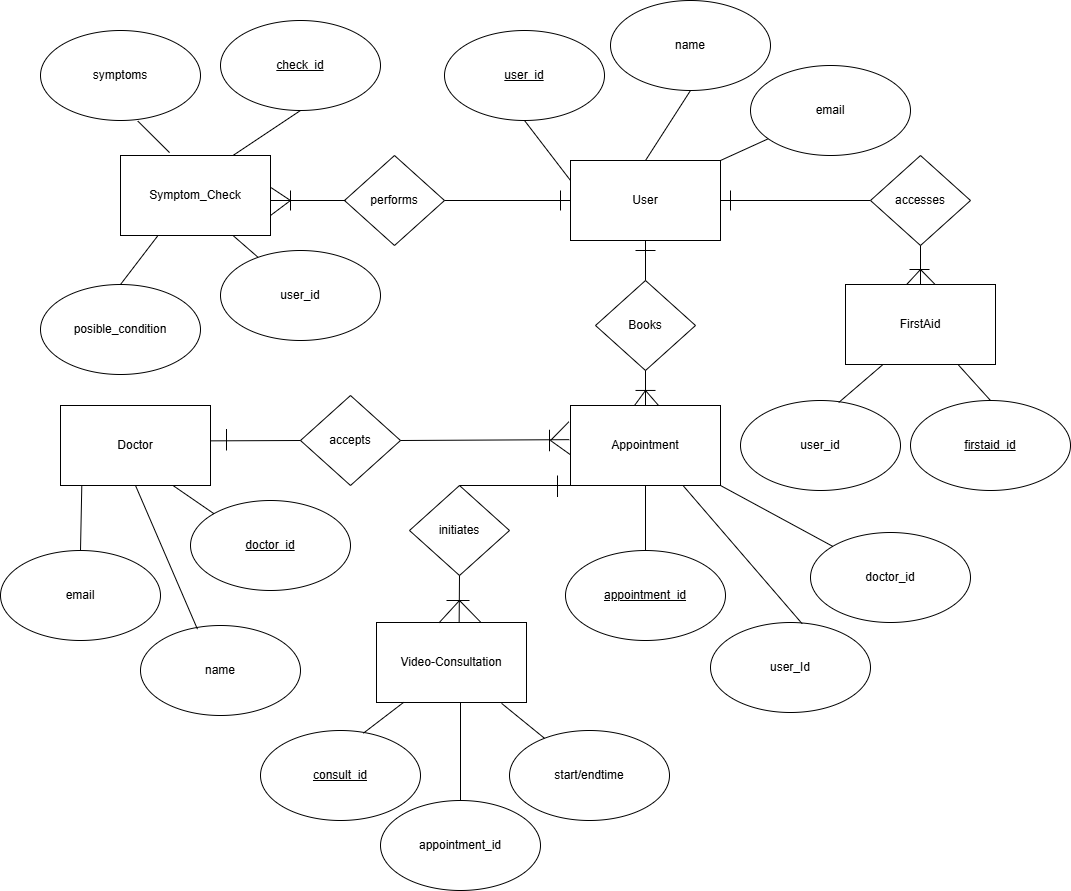 name
symptoms
check_id
user_id
email
Symptom_Check
performs
User
accesses
user_id
posible_condition
Books
FirstAid
Doctor
accepts
Appointment
user_id
firstaid_id
initiates
doctor_id
email
appointment_id
doctor_id
name
Video-Consultation
user_Id
consult_id
start/endtime
appointment_id